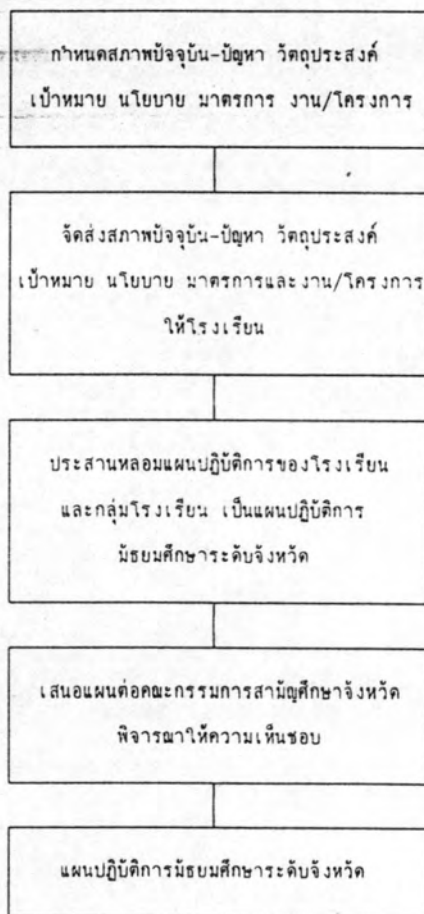 กำหนดสภาพปัจจุบัน-ปัญหา วัตถุประสงค์
เป้าหมาย นโยบาย มาตรการ งาน/โครงการ
จัดส่งสภาพปัจจุบัน-ปัญหา วัตถุประสงค์
เป้าหมาย นโยบาย มาตรการและงาน/โครงการ
ให้โรงเรียน
ประสานหลอมแผนปฏิบัติการของโรงเรียน
และกลุ่มโรงเรียน เป็นแผนปฏิบัติการ
มัธยมศึกษาระดับจังหวัด
เสนอแผนต่อคณะกรรมการสามัญศึกษาจังหวัด
พิจารณาให้ความเห็นชอบ
แผนปฏิบัติการมัธยมศึกษาระดับจังหวัด